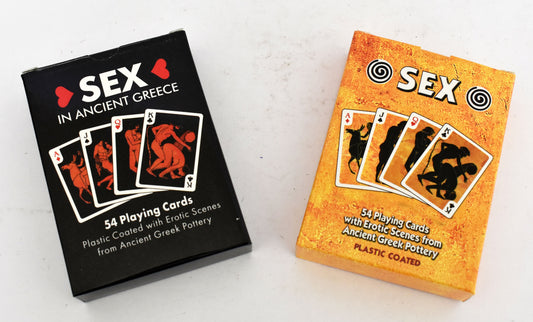 SEX
IN ANCIENT GREECE
A
J
Q
K
K
54 Playing Cards
Plastic Coated with Erotic Scenes
from Ancient Greek Pottery
SEX
A
J
Q
K
K
54 Playing Cards
with Erotic Scenes from
Ancient Greek Pottery
PLASTIC COATED